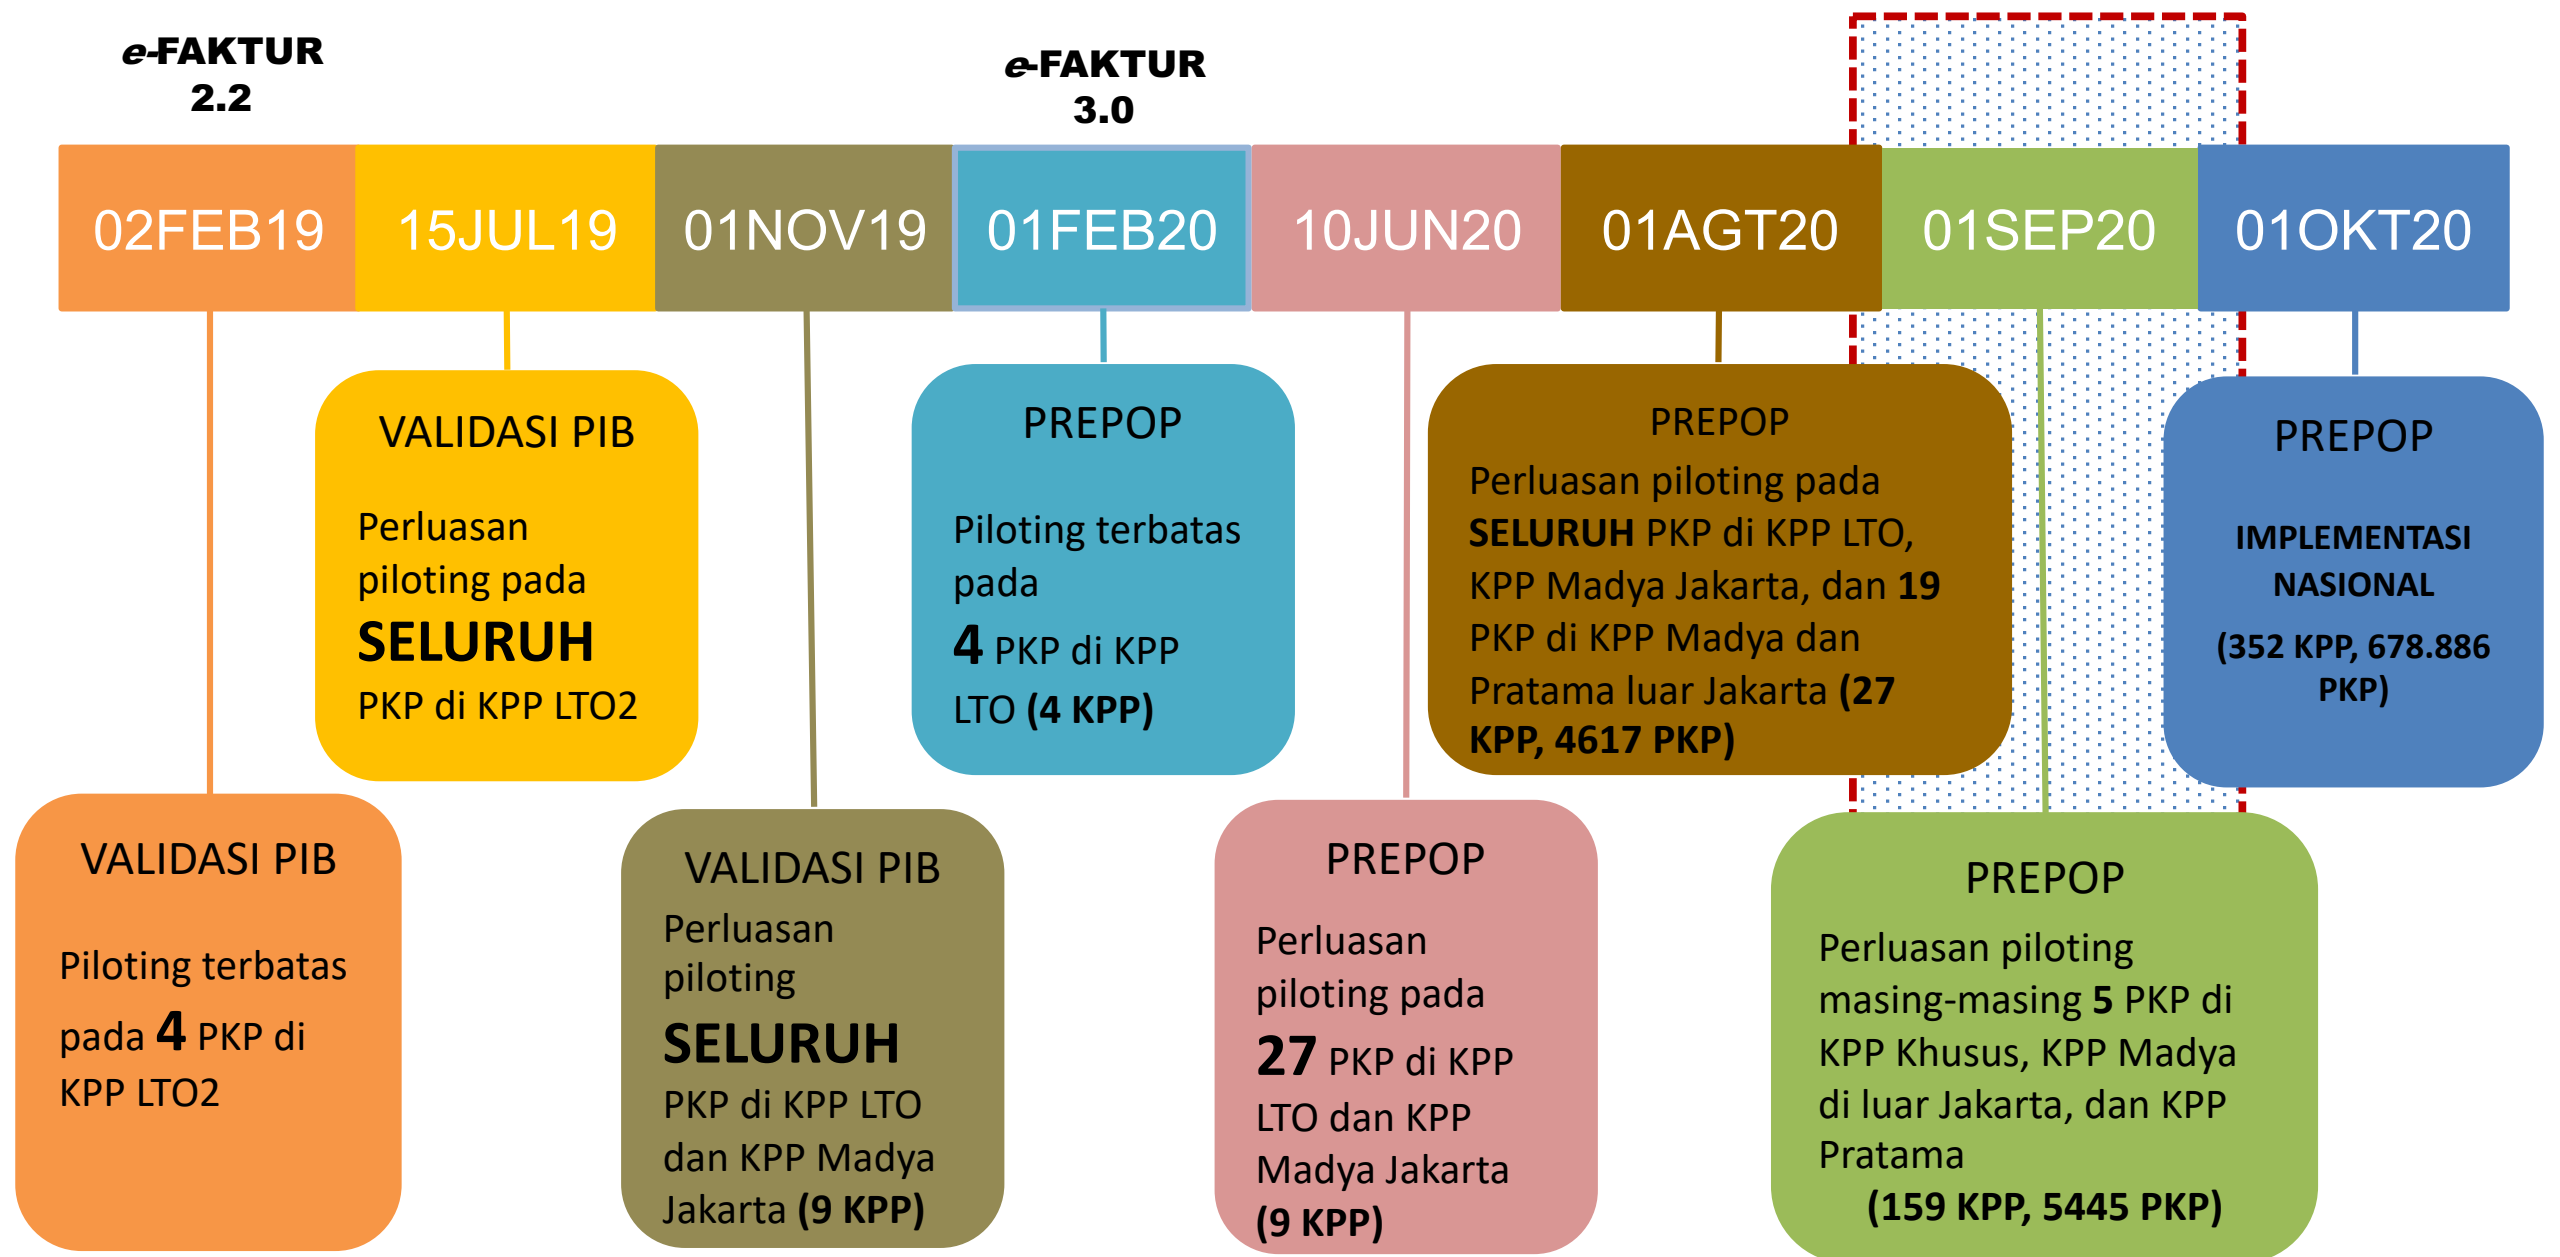 e-FAKTUR
2.2
e-FAKTUR
3.0
02FEB19
15JUL19
01NOV19
01FEB20
10JUN20
01AGT20
01SEP20
01OKT20
VALIDASI PIB
Perluasan
piloting pada
SELURUH
PKP di KPP LTO2
PREPOP
Piloting terbatas
pada
4 PKP di KPP
LTO (4 KPP)
PREPOP
Perluasan piloting pada
SELURUH PKP di KPP LTO,
KPP Madya Jakarta, dan 19
PKP di KPP Madya dan
Pratama luar Jakarta (27
KPP, 4617 PKP)
PREPOP
IMPLEMENTASI
NASIONAL
(352 KPP, 678.886
PKP)
VALIDASI PIB
Piloting terbatas
pada 4 PKP di
KPP LTO2
VALIDASI PIB
Perluasan
piloting
SELURUH
PKP di KPP LTO
dan KPP Madya
Jakarta (9 KPP)
PREPOP
Perluasan
piloting pada
27 PKP di KPP
LTO dan KPP
Madya Jakarta
(9 KPP)
PREPOP
Perluasan piloting
masing-masing 5 PKP di
KPP Khusus, KPP Madya
di luar Jakarta, dan KPP
Pratama
(159 KPP, 5445 PKP)